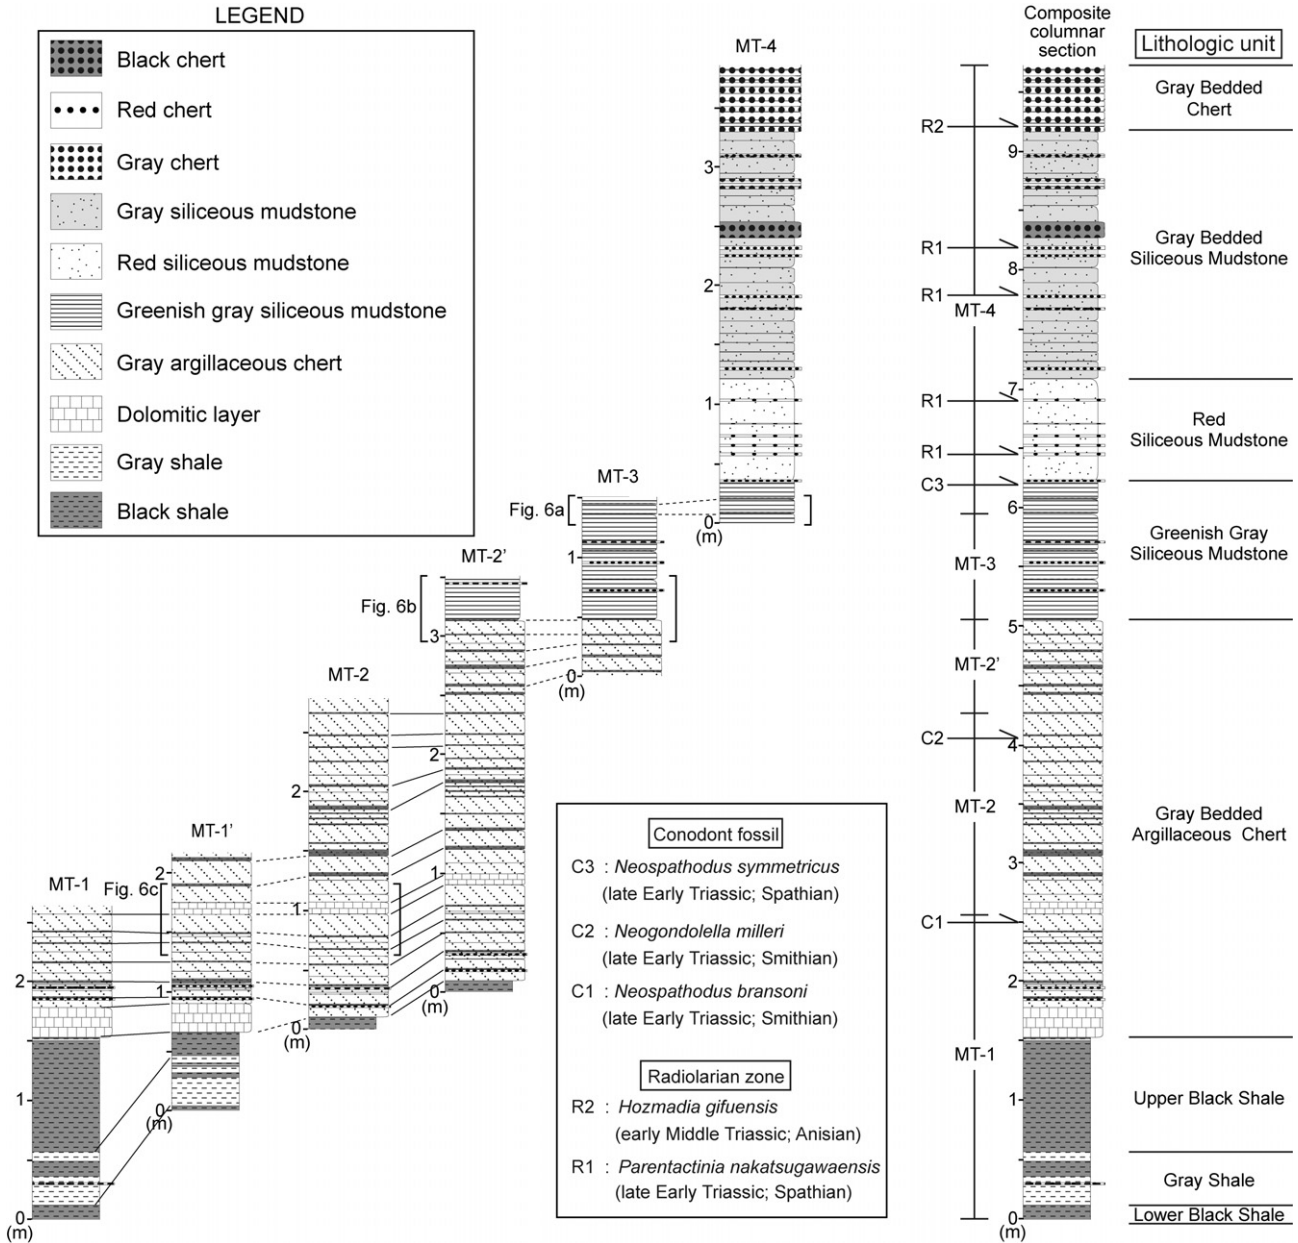 LEGEND
Black chert
Red chert
Gray chert
Gray siliceous mudstone
Red siliceous mudstone
Greenish gray siliceous mudstone
Gray argillaceous chert
Dolomitic layer
Gray shale
Black shale
MT-1
2
1
0
(m)
MT-1’
Fig. 6c
2
1
0
(m)
MT-2
2
1
0
(m)
MT-2’
Fig. 6b
3
2
1
0
(m)
MT-3
Fig. 6a
1
0
(m)
MT-4
3
2
1
0
(m)
Conodont fossil
C3 : Neospathodus symmetricus
(late Early Triassic; Spathian)
C2 : Neogondolella milleri
(late Early Triassic; Smithian)
C1 : Neospathodus bransoni
(late Early Triassic; Smithian)
Radiolarian zone
R2 : Hozmadia gifuensis
(early Middle Triassic; Anisian)
R1 : Parentactinia nakatsugawaensis
(late Early Triassic; Spathian)
R2
R1
R1
R1
R1
C3
C2
C1
MT-4
MT-3
MT-2’
MT-2
MT-1
Composite
columnar
section
9
8
7
6
5
4
3
2
1
0
(m)
Lithologic unit
Gray Bedded
Chert
Gray Bedded
Siliceous Mudstone
Red
Siliceous Mudstone
Greenish Gray
Siliceous Mudstone
Gray Bedded
Argillaceous Chert
Upper Black Shale
Gray Shale
Lower Black Shale